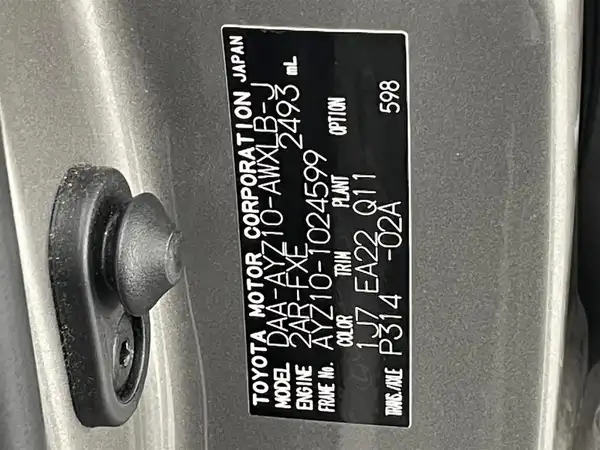 TOYOTA MOTOR CORPORATION JAPAN
MODEL DAA-AYZ10-AWXLB-J
ENGINE 2AR-FXE 2493 mL
FRAME No. AYZ10-1024599
COLOR TRIM PLANT OPTION
1J7 EA22 Q11 598
TRANS./AXLE P314 -02A